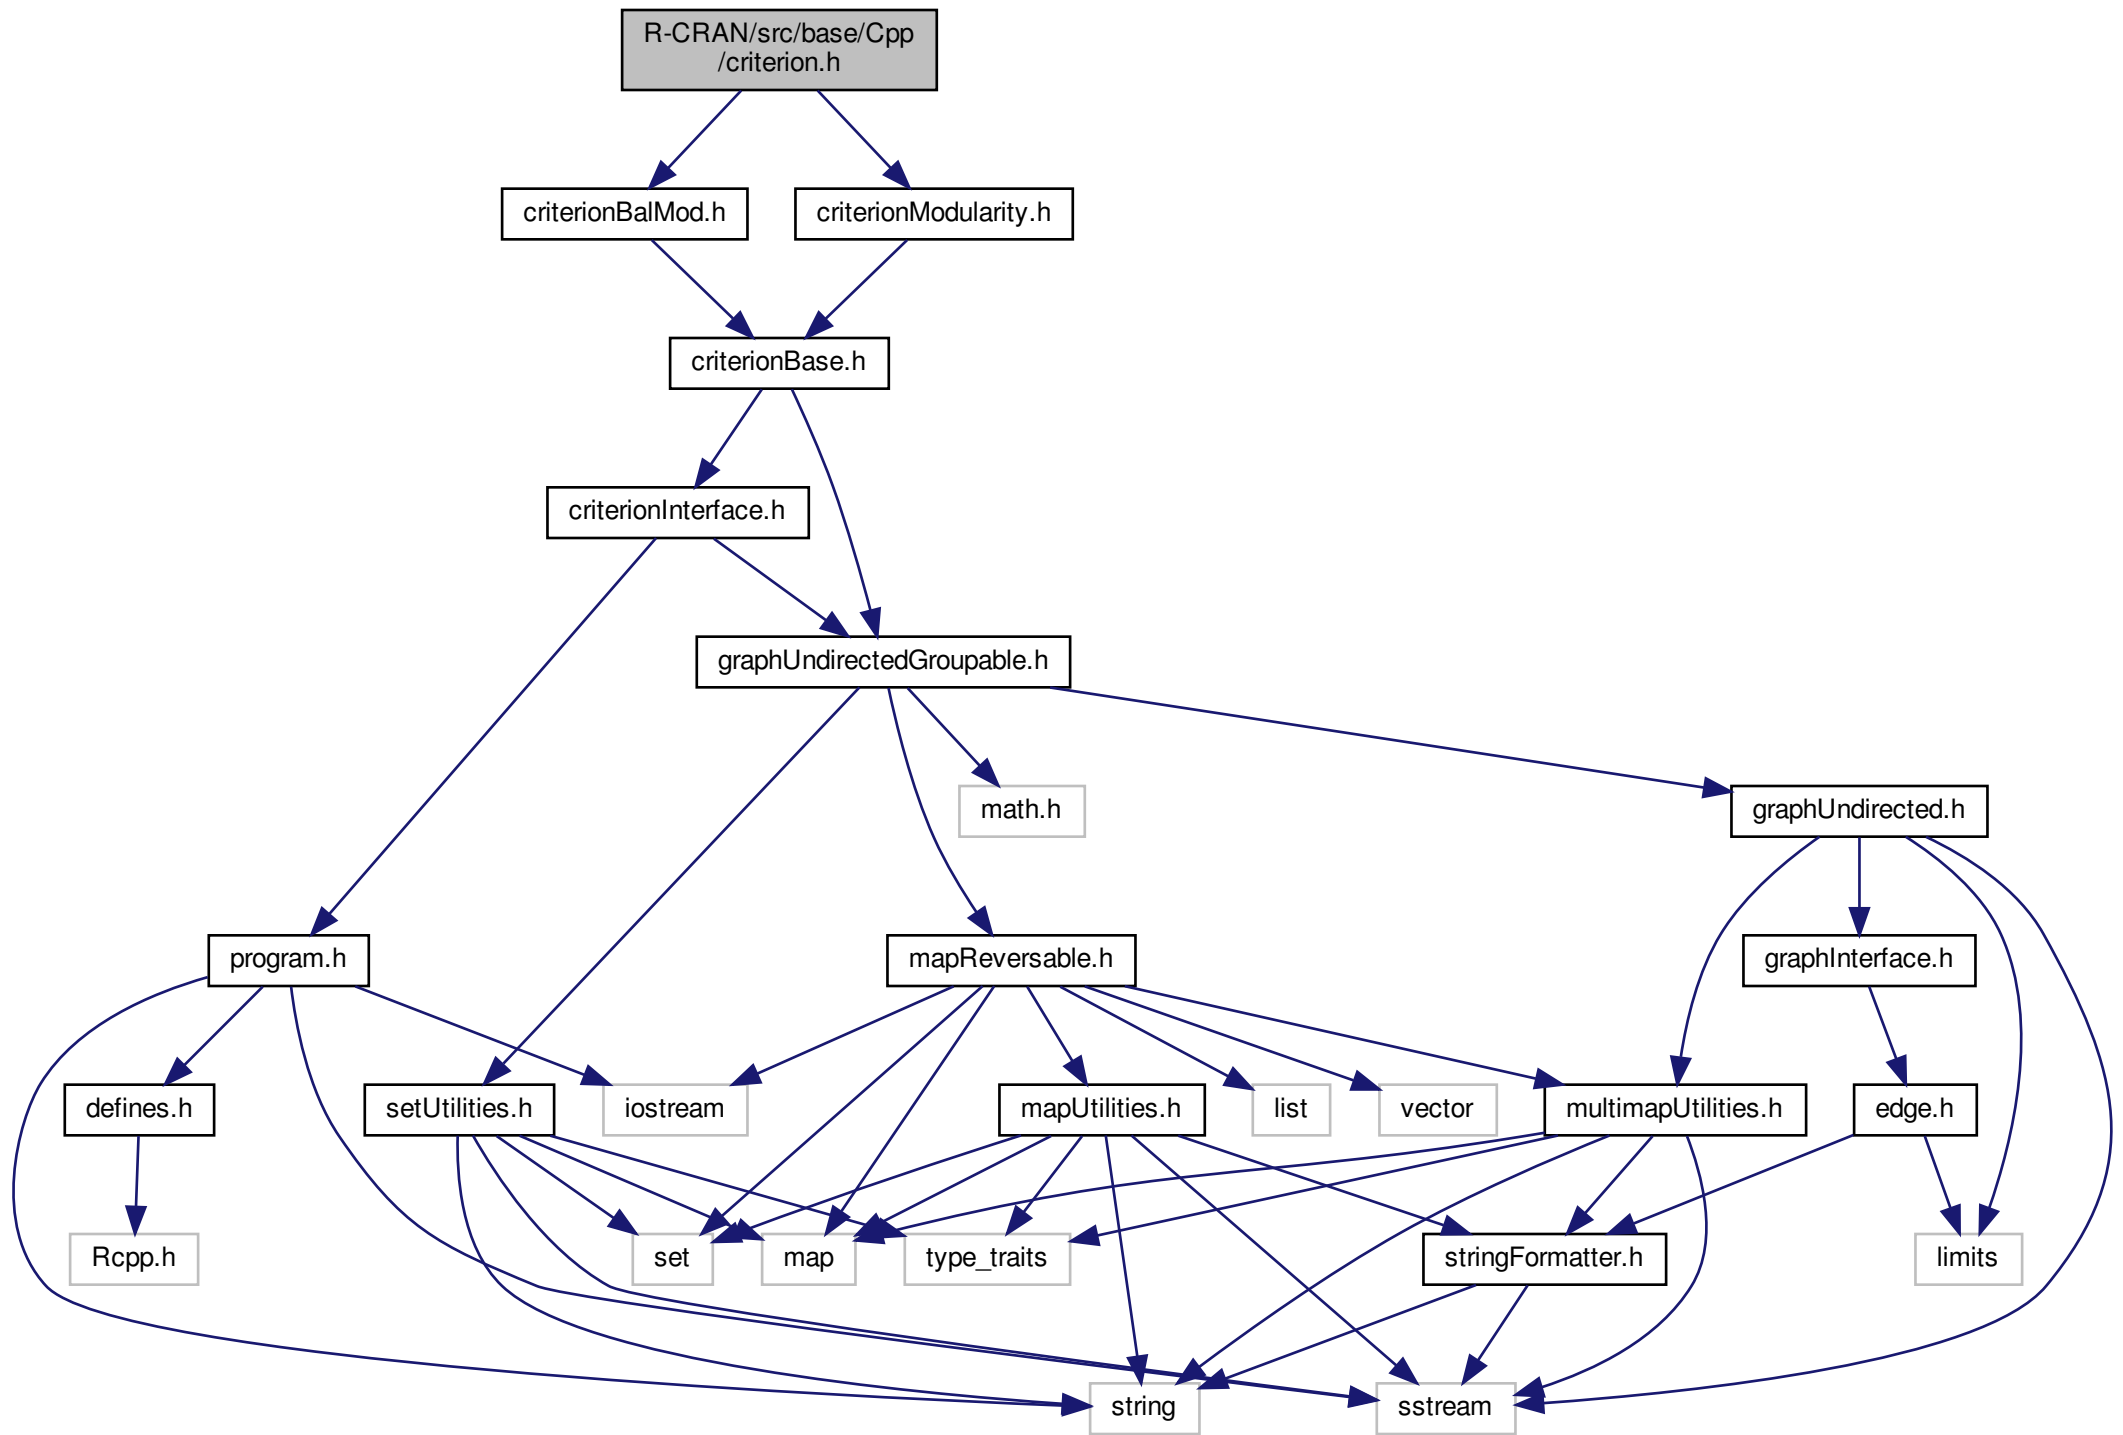 R-CRAN/src/base/Cpp
/criterion.h
criterionBalMod.h
criterionModularity.h
criterionBase.h
criterionInterface.h
graphUndirectedGroupable.h
math.h
graphUndirected.h
program.h
mapReversable.h
graphInterface.h
defines.h
setUtilities.h
iostream
mapUtilities.h
list
vector
multimapUtilities.h
edge.h
Rcpp.h
set
map
type_traits
stringFormatter.h
limits
string
sstream